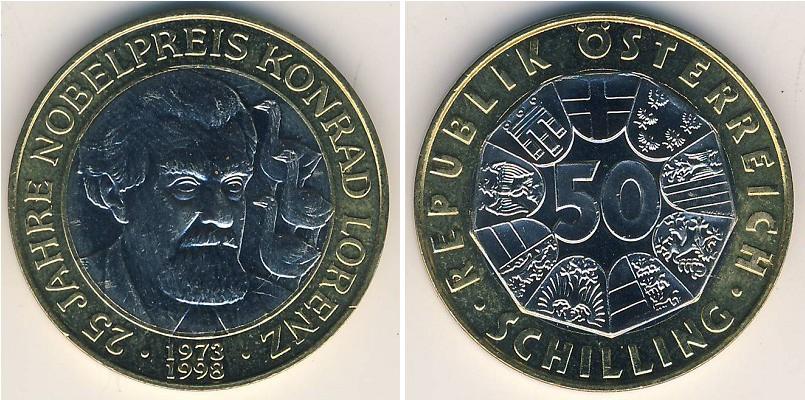 25 JAHRE NOBELPREIS KONRAD LORENZ
1973
1998
REPUBLIK ÖSTERREICH
50
SCHILLING